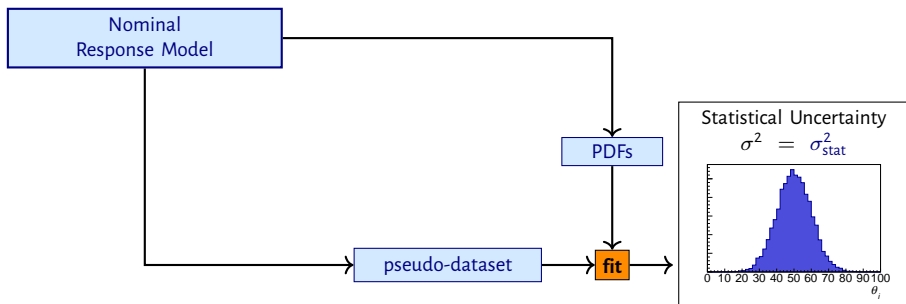 Nominal
Response Model
PDFs
pseudo-dataset
fit
Statistical Uncertainty
σ² = σ²stat
0 10 20 30 40 50 60 70 80 90 100
θi